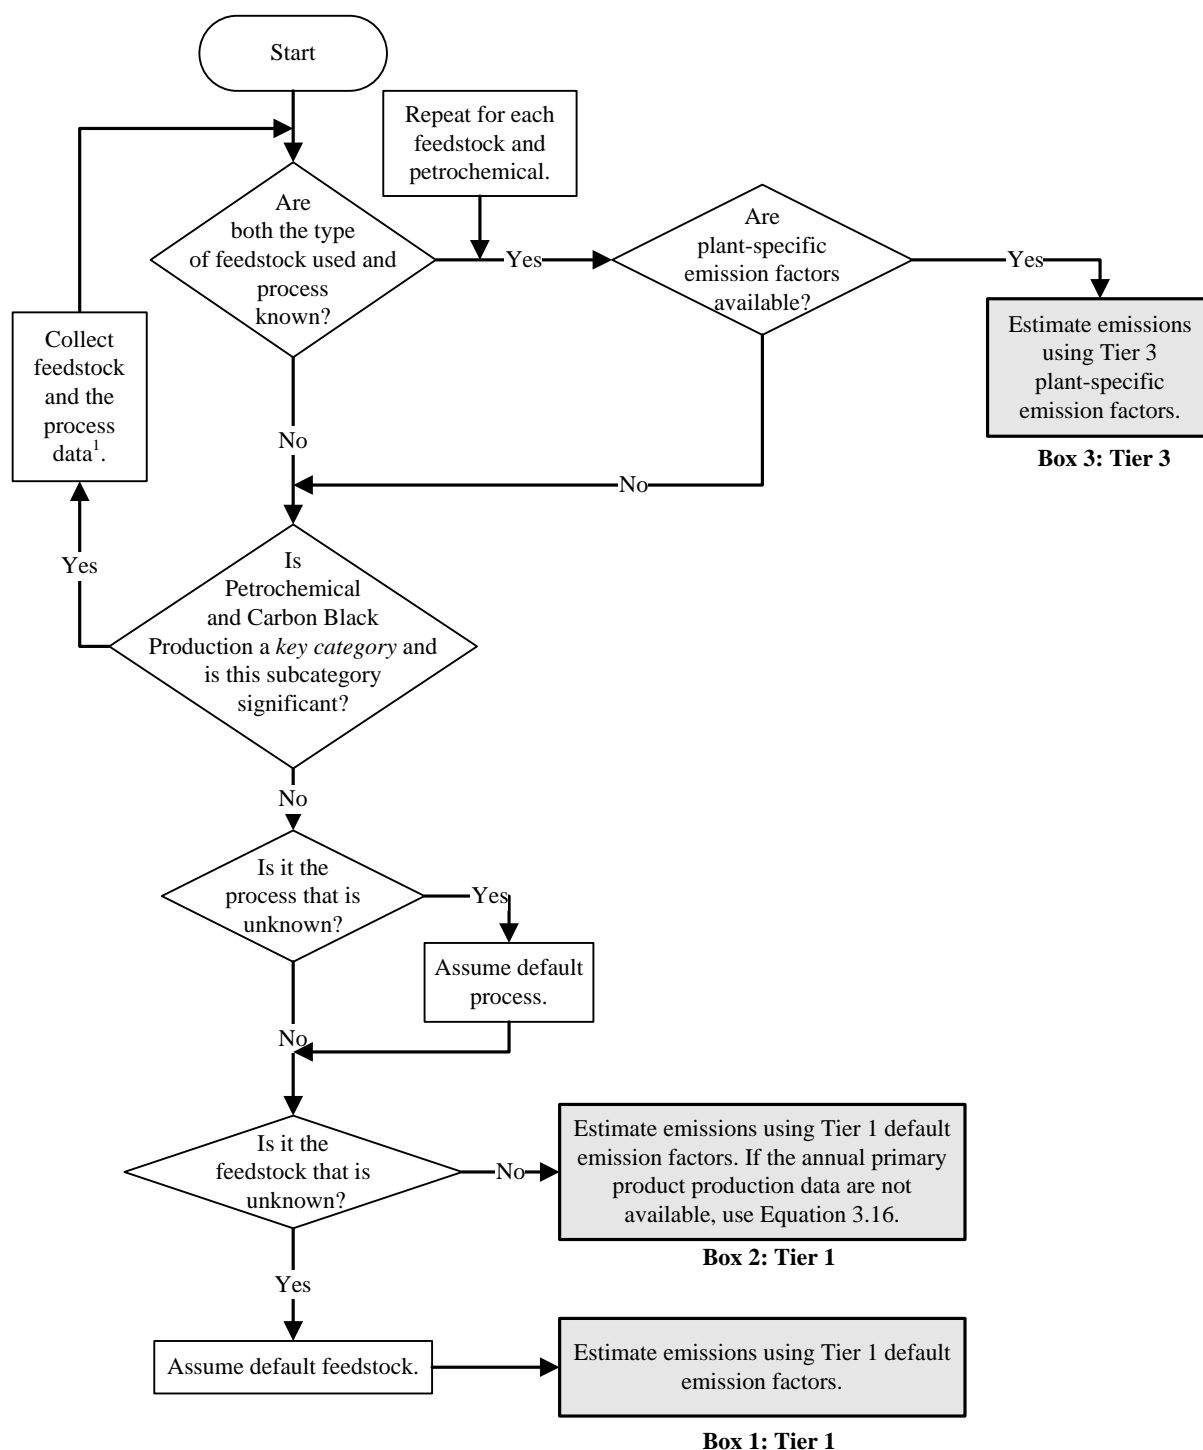 Start
Repeat for each
feedstock and
petrochemical.
Are
both the type
of feedstock used and
process
known?
Yes
Are
plant-specific
emission factors
available?
Yes
Estimate emissions
using Tier 3
plant-specific
emission factors.
Box 3: Tier 3
Collect
feedstock
and the
process
data¹.
No
No
Yes
Is
Petrochemical
and Carbon Black
Production a key category and
is this subcategory
significant?
No
Is it the
process that is
unknown?
Yes
Assume default
process.
No
Is it the
feedstock that is
unknown?
No
Estimate emissions using Tier 1 default
emission factors. If the annual primary
product production data are not
available, use Equation 3.16.
Box 2: Tier 1
Yes
Assume default feedstock.
Estimate emissions using Tier 1 default
emission factors.
Box 1: Tier 1